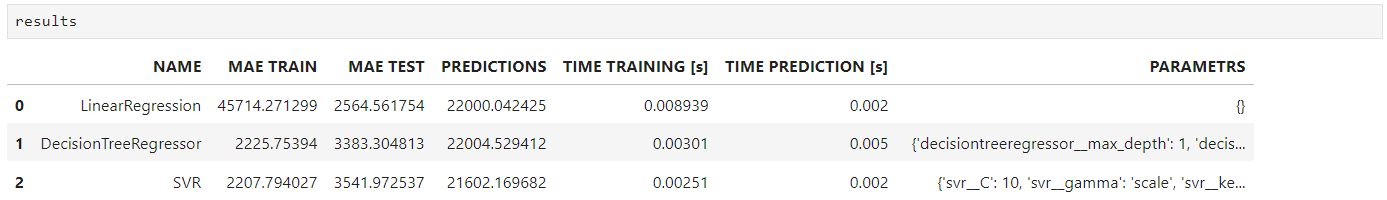 results
NAME MAE TRAIN MAE TEST PREDICTIONS TIME TRAINING [s] TIME PREDICTION [s] PARAMETRS
0 LinearRegression 45714.271299 2564.561754 22000.042425 0.008939 0.002 {}
1 DecisionTreeRegressor 2225.75394 3383.304813 22004.529412 0.00301 0.005 {'decisiontreeregressor__max_depth': 1, 'decis...
2 SVR 2207.794027 3541.972537 21602.169682 0.00251 0.002 {'svr__C': 10, 'svr__gamma': 'scale', 'svr__ke...